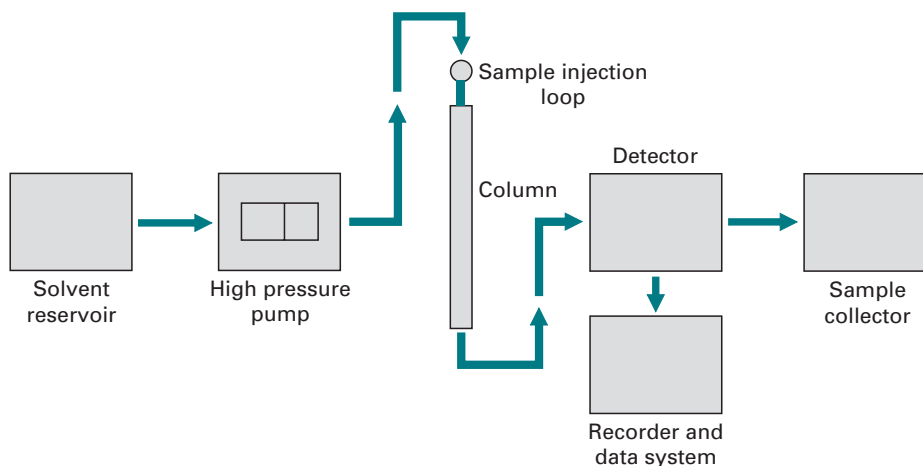 Sample injection
loop
Detector
Column
Solvent
reservoir
High pressure
pump
Sample
collector
Recorder and
data system